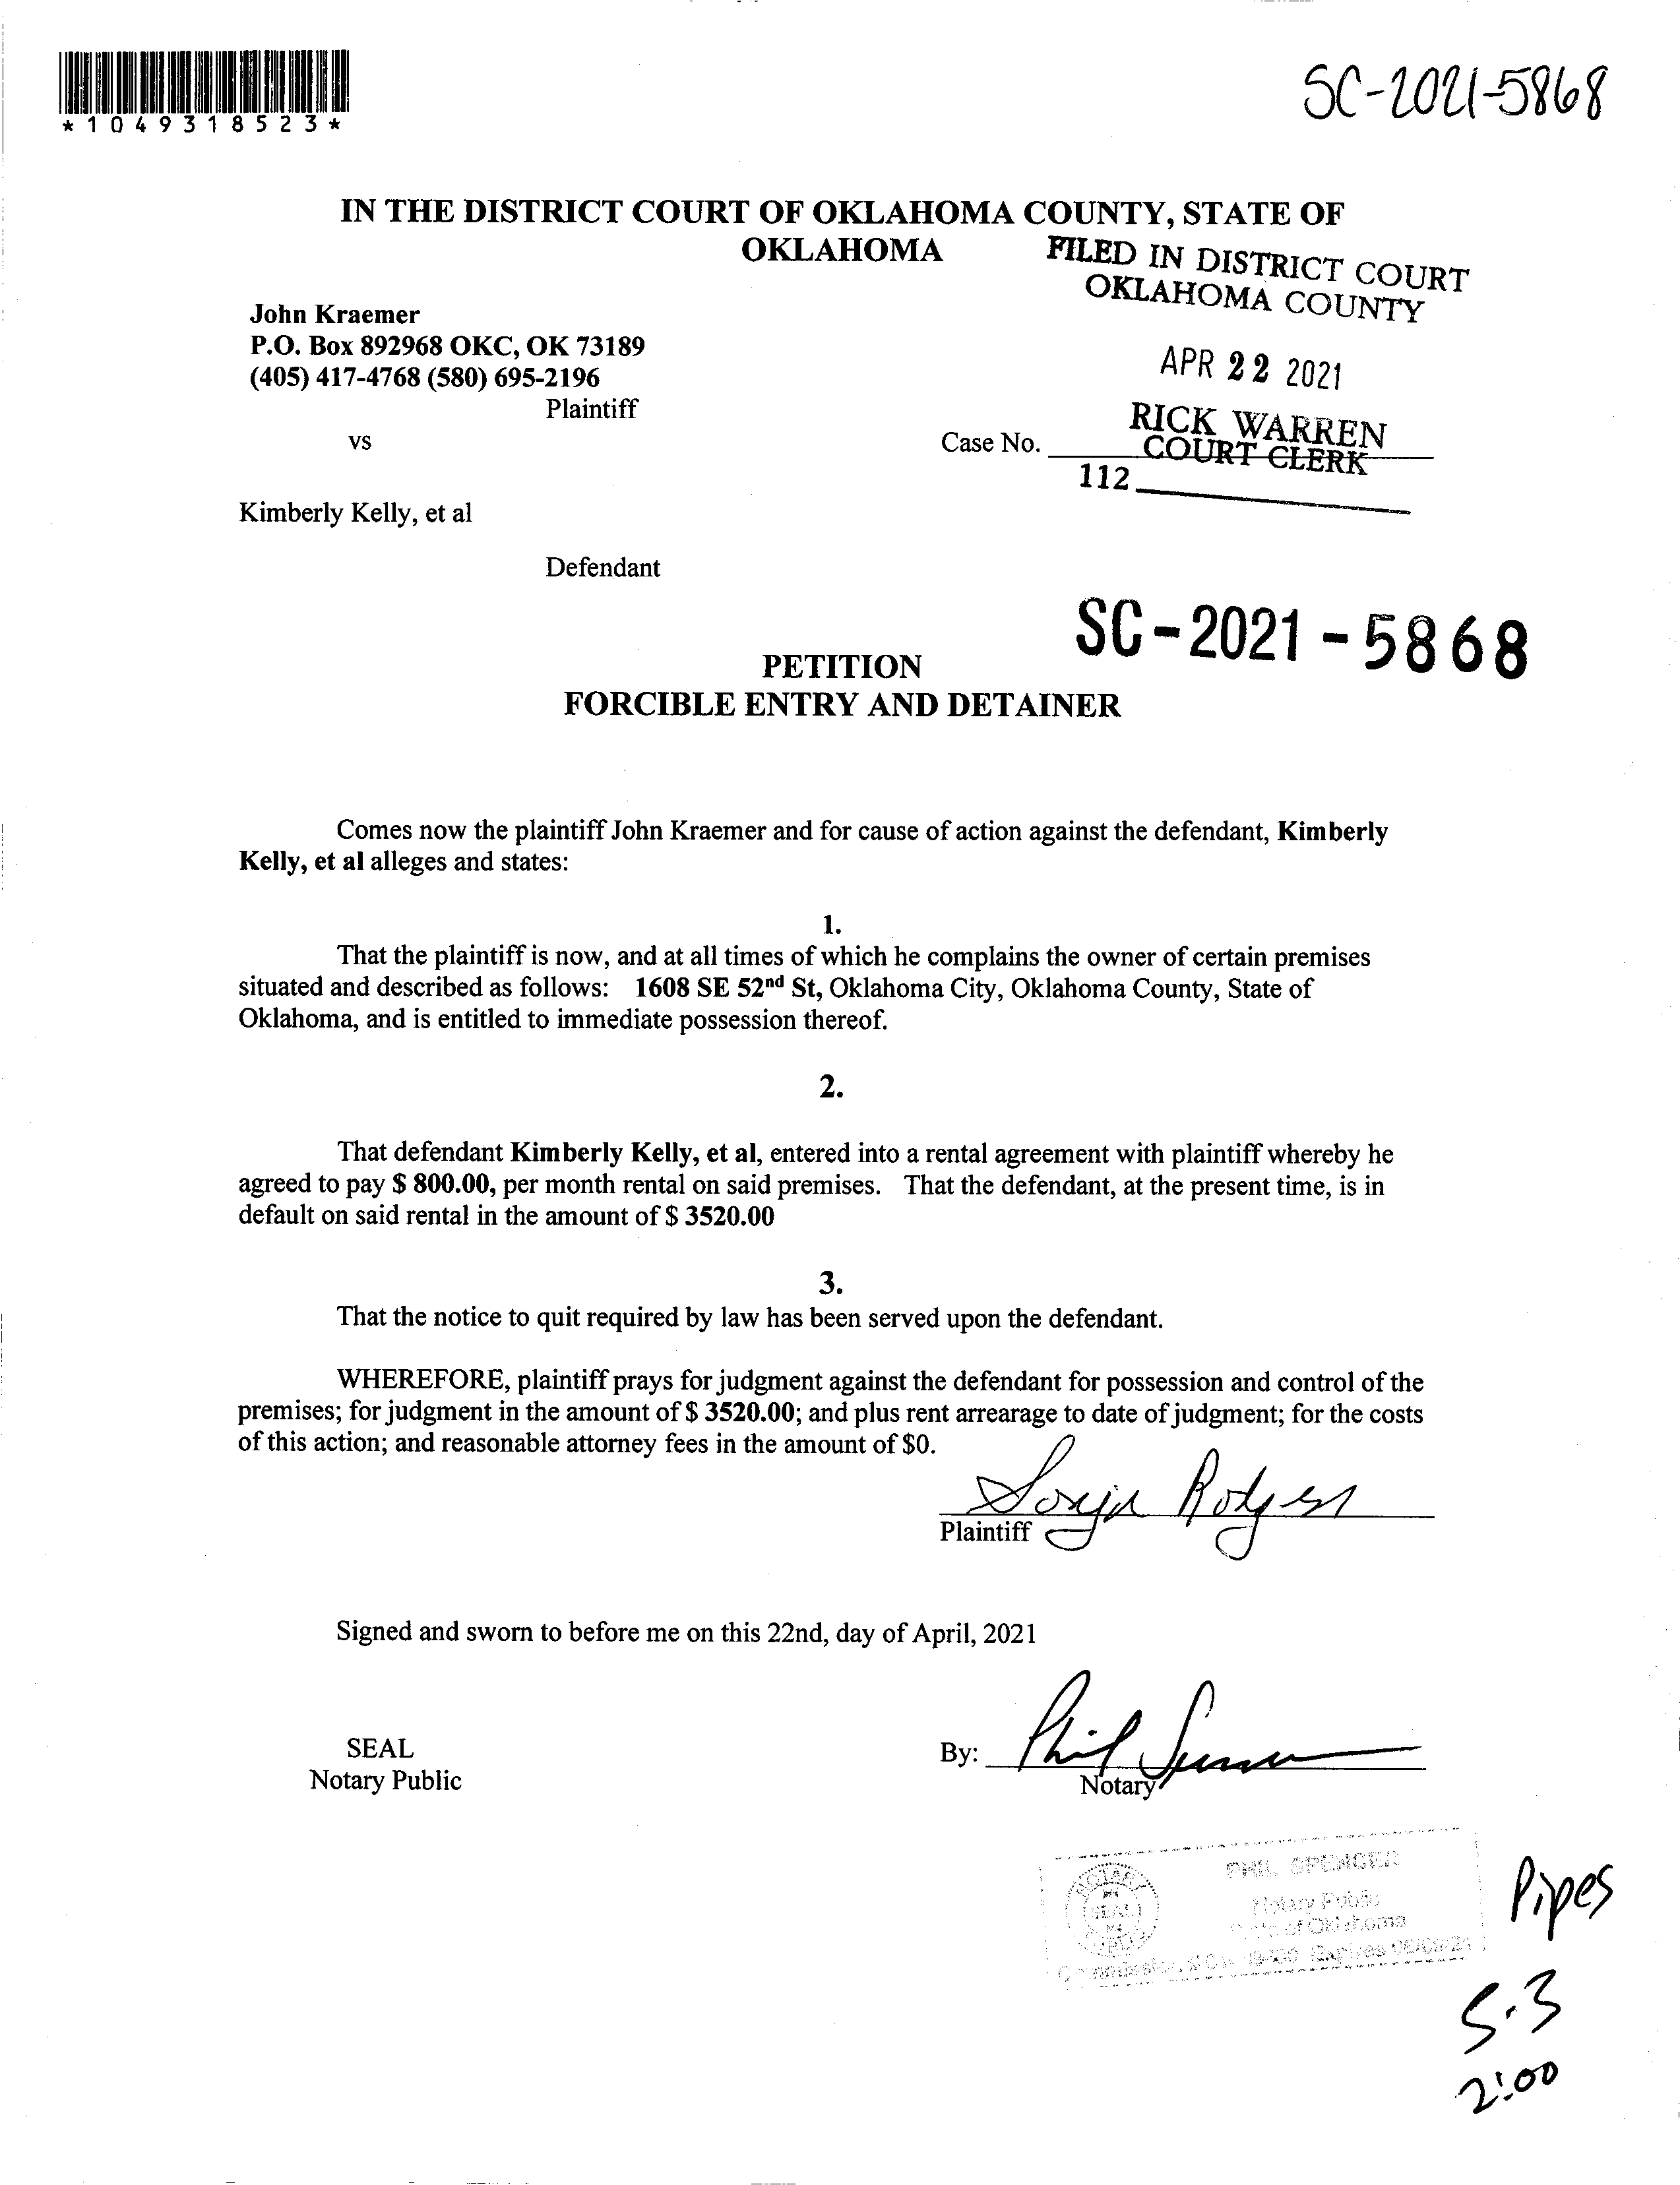 *1049318523*
SC-2021-5868
IN THE DISTRICT COURT OF OKLAHOMA COUNTY, STATE OF
OKLAHOMA
FILED IN DISTRICT COURT
OKLAHOMA COUNTY
John Kraemer
P.O. Box 892968 OKC, OK 73189
(405) 417-4768 (580) 695-2196
Plaintiff
APR 22 2021
RICK WARREN
COURT CLERK
vs
Case No.
112
Kimberly Kelly, et al
Defendant
SC-2021-5868
PETITION
FORCIBLE ENTRY AND DETAINER
Comes now the plaintiff John Kraemer and for cause of action against the defendant, Kimberly
Kelly, et al alleges and states:
1.
That the plaintiff is now, and at all times of which he complains the owner of certain premises
situated and described as follows: 1608 SE 52nd St, Oklahoma City, Oklahoma County, State of
Oklahoma, and is entitled to immediate possession thereof.
2.
That defendant Kimberly Kelly, et al, entered into a rental agreement with plaintiff whereby he
agreed to pay $ 800.00, per month rental on said premises. That the defendant, at the present time, is in
default on said rental in the amount of $ 3520.00
3.
That the notice to quit required by law has been served upon the defendant.
WHEREFORE, plaintiff prays for judgment against the defendant for possession and control of the
premises; for judgment in the amount of $ 3520.00; and plus rent arrearage to date of judgment; for the costs
of this action; and reasonable attorney fees in the amount of $0.
Sonja Rodgers
Plaintiff
Signed and sworn to before me on this 22nd, day of April, 2021
SEAL
Notary Public
By: Phil Spencer
Notary
NOTARY
SEAL
PHIL SPENCER
Notary Public
State of Oklahoma
Expires
Pipes
5-3
2:00